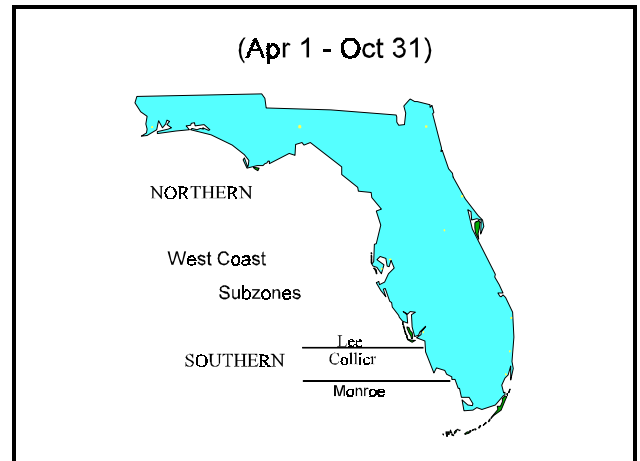 (Apr 1 - Oct 31)
NORTHERN
West Coast
Subzones
Lee
SOUTHERN
Collier
Monroe